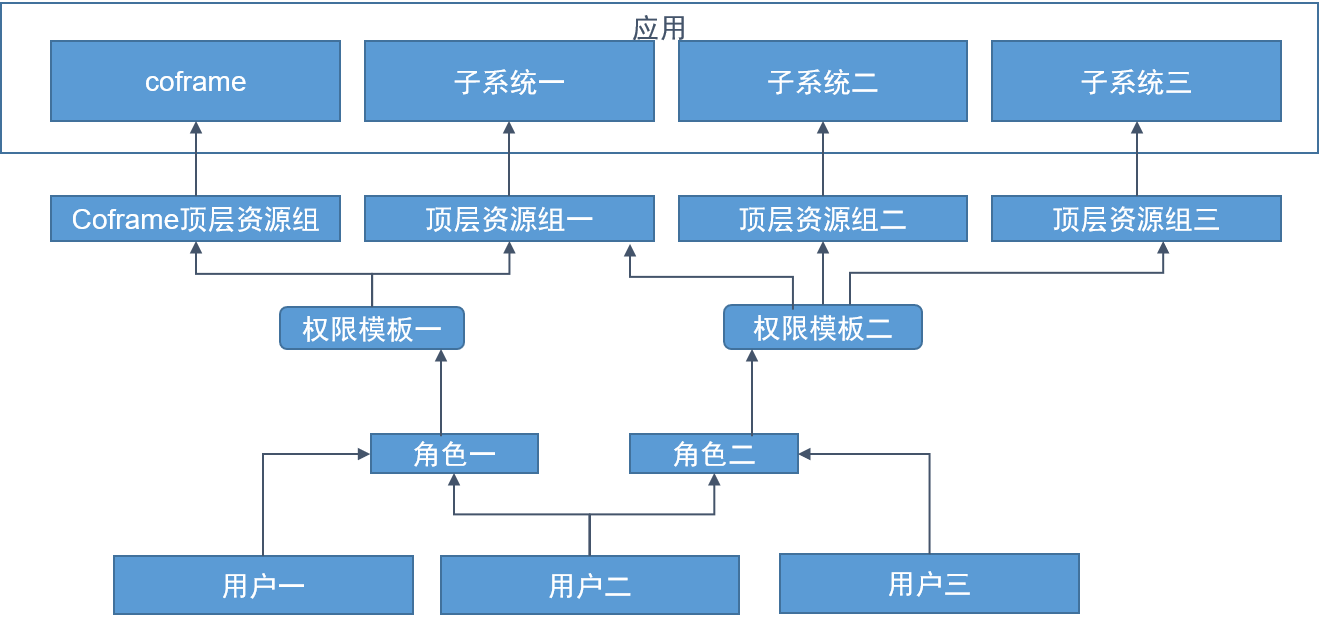 应用
coframe
子系统一
子系统二
子系统三
Coframe顶层资源组
顶层资源组一
顶层资源组二
顶层资源组三
权限模板一
权限模板二
角色一
角色二
用户一
用户二
用户三